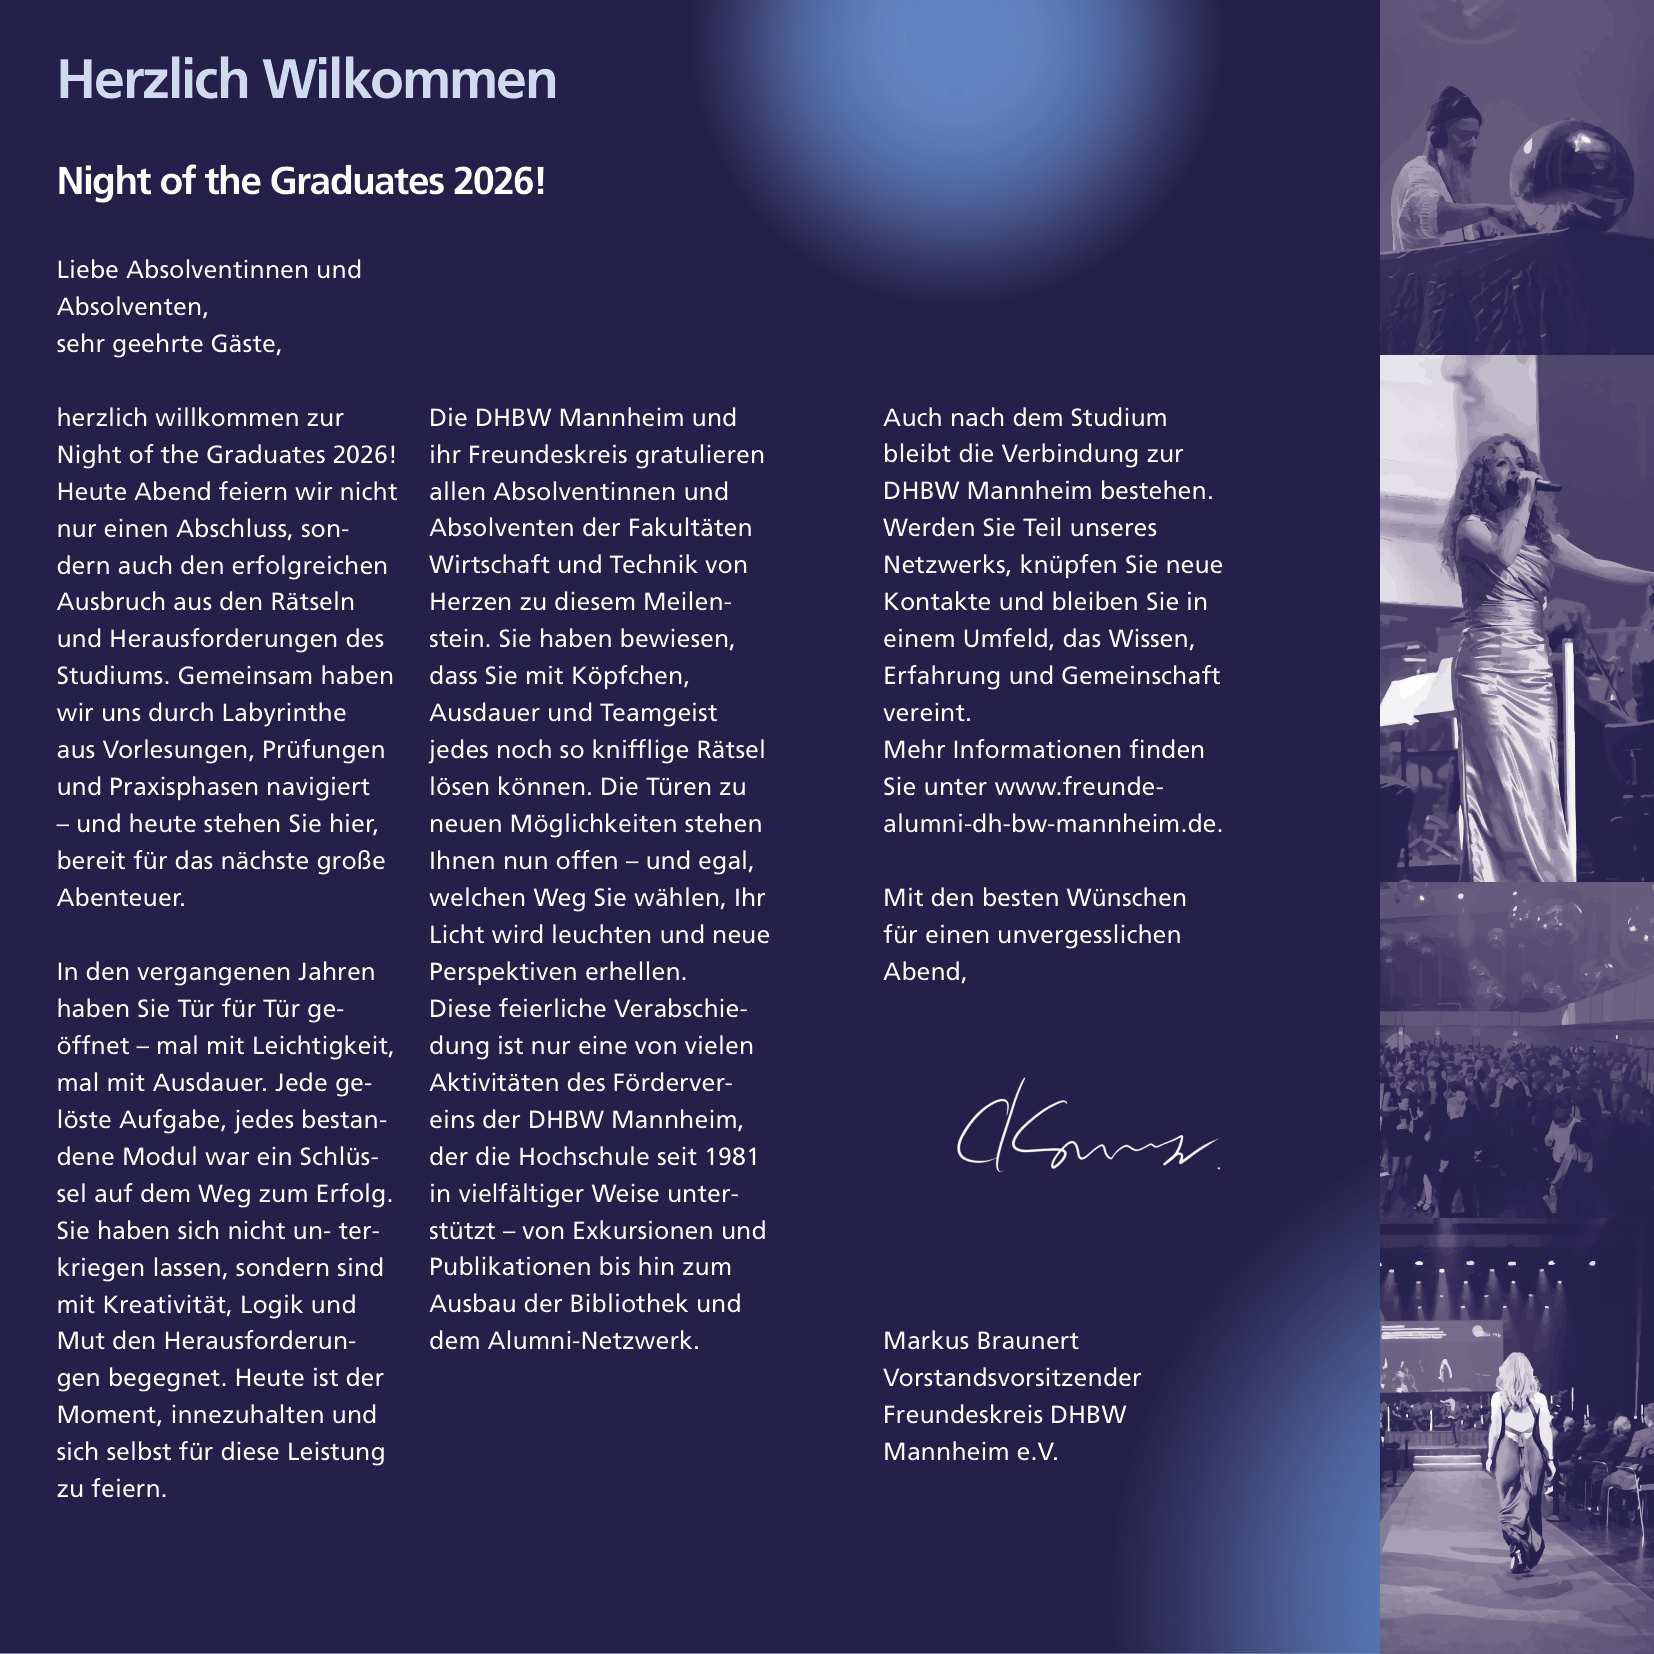 Herzlich Wilkommen
Night of the Graduates 2026!
Liebe Absolventinnen und
Absolventen,
sehr geehrte Gäste,
herzlich willkommen zur
Night of the Graduates 2026!
Heute Abend feiern wir nicht
nur einen Abschluss, son-
dern auch den erfolgreichen
Ausbruch aus den Rätseln
und Herausforderungen des
Studiums. Gemeinsam haben
wir uns durch Labyrinthe
aus Vorlesungen, Prüfungen
und Praxisphasen navigiert
– und heute stehen Sie hier,
bereit für das nächste große
Abenteuer.
In den vergangenen Jahren
haben Sie Tür für Tür ge-
öffnet – mal mit Leichtigkeit,
mal mit Ausdauer. Jede ge-
löste Aufgabe, jedes bestan-
dene Modul war ein Schlüs-
sel auf dem Weg zum Erfolg.
Sie haben sich nicht un- ter-
kriegen lassen, sondern sind
mit Kreativität, Logik und
Mut den Herausforderun-
gen begegnet. Heute ist der
Moment, innezuhalten und
sich selbst für diese Leistung
zu feiern.
Die DHBW Mannheim und
ihr Freundeskreis gratulieren
allen Absolventinnen und
Absolventen der Fakultäten
Wirtschaft und Technik von
Herzen zu diesem Meilen-
stein. Sie haben bewiesen,
dass Sie mit Köpfchen,
Ausdauer und Teamgeist
jedes noch so knifflige Rätsel
lösen können. Die Türen zu
neuen Möglichkeiten stehen
Ihnen nun offen – und egal,
welchen Weg Sie wählen, Ihr
Licht wird leuchten und neue
Perspektiven erhellen.
Diese feierliche Verabschie-
dung ist nur eine von vielen
Aktivitäten des Förderver-
eins der DHBW Mannheim,
der die Hochschule seit 1981
in vielfältiger Weise unter-
stützt – von Exkursionen und
Publikationen bis hin zum
Ausbau der Bibliothek und
dem Alumni-Netzwerk.
Auch nach dem Studium
bleibt die Verbindung zur
DHBW Mannheim bestehen.
Werden Sie Teil unseres
Netzwerks, knüpfen Sie neue
Kontakte und bleiben Sie in
einem Umfeld, das Wissen,
Erfahrung und Gemeinschaft
vereint.
Mehr Informationen finden
Sie unter www.freunde-
alumni-dh-bw-mannheim.de.
Mit den besten Wünschen
für einen unvergesslichen
Abend,
Markus Braunert
Vorstandsvorsitzender
Freundeskreis DHBW
Mannheim e.V.